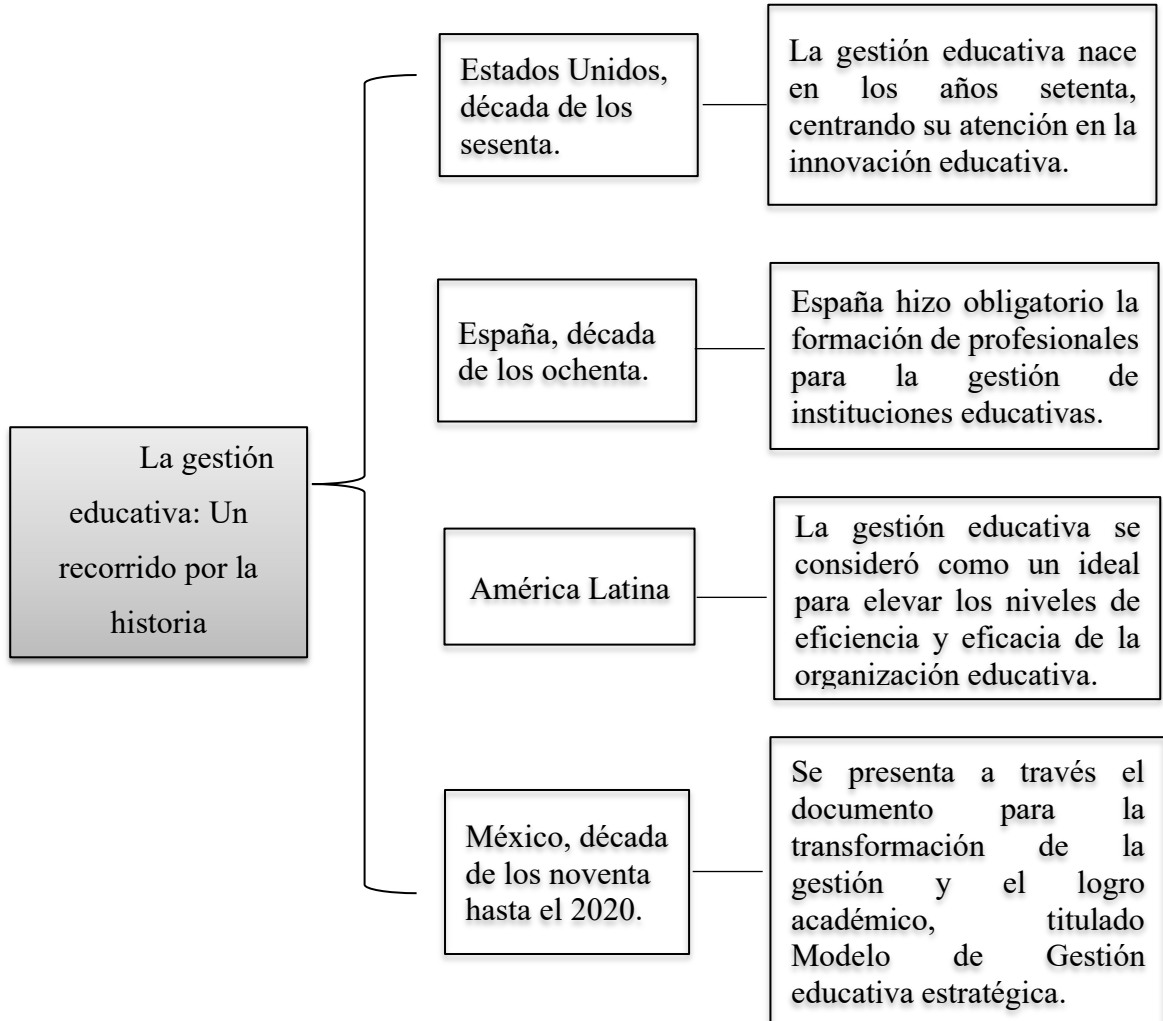 La gestión
educativa: Un
recorrido por la
historia
Estados Unidos,
década de los
sesenta.
La gestión educativa nace
en los años setenta,
centrando su atención en la
innovación educativa.
España, década
de los ochenta.
España hizo obligatorio la
formación de profesionales
para la gestión de
instituciones educativas.
América Latina
La gestión educativa se
consideró como un ideal
para elevar los niveles de
eficiencia y eficacia de la
organización educativa.
México, década
de los noventa
hasta el 2020.
Se presenta a través el
documento para la
transformación de la
gestión y el logro
académico, titulado
Modelo de Gestión
educativa estratégica.